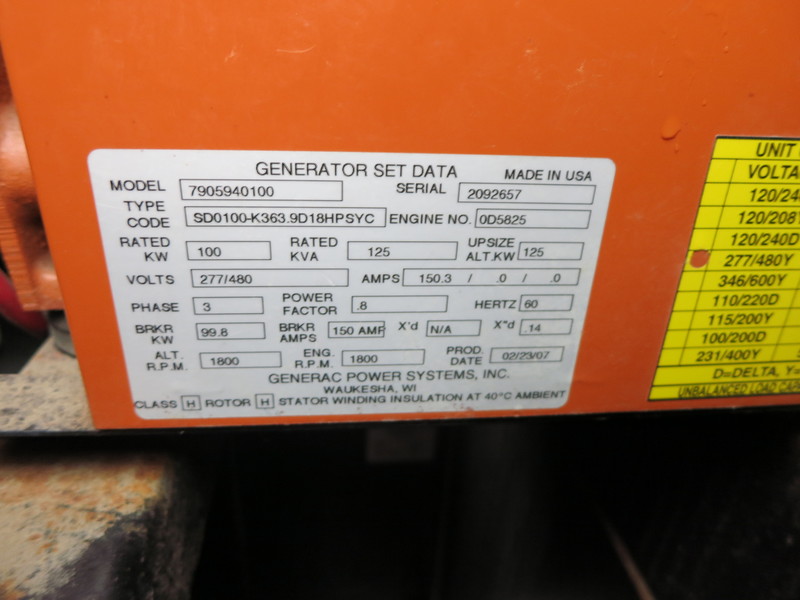 GENERATOR SET DATA MADE IN USA
MODEL 7905940100 SERIAL 2092657
TYPE CODE SD0100-K363.9D18HPSYC ENGINE NO. 0D5825
RATED KW 100 RATED KVA 125 UPSIZE ALT.KW 125
VOLTS 277/480 AMPS 150.3 / .0 / .0
PHASE 3 POWER FACTOR .8 HERTZ 60
BRKR KW 99.8 BRKR AMPS 150 AMP X'd N/A X"d .14
ALT. R.P.M. 1800 ENG. R.P.M. 1800 PROD. DATE 02/23/07
GENERAC POWER SYSTEMS, INC.
WAUKESHA, WI
CLASS H ROTOR H STATOR WINDING INSULATION AT 40°C AMBIENT
UNIT
VOLTA
120/24
120/208Y
120/240D
277/480Y
346/600Y
110/220D
115/200Y
100/200D
231/400Y
D=DELTA, Y=
UNBALANCED LOAD CAP